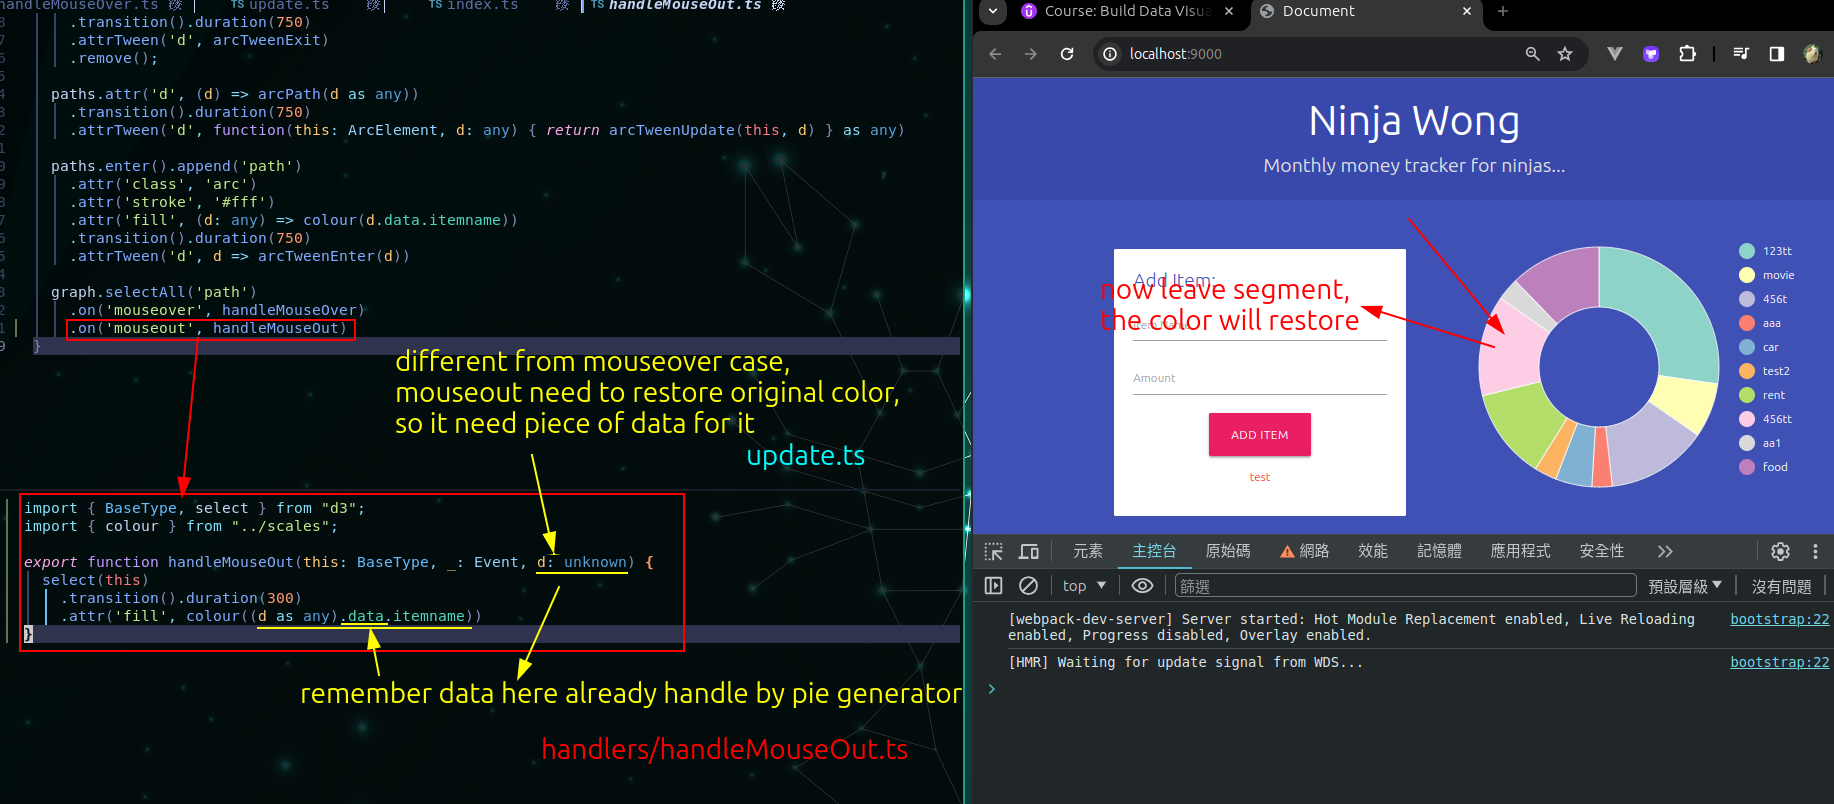 handleMouseOver.ts
TS update.ts
TS index.ts
TS handleMouseOut.ts
.transition().duration(750)
.attrTween('d', arcTweenExit)
.remove();
paths.attr('d', (d) => arcPath(d as any))
.transition().duration(750)
.attrTween('d', function(this: ArcElement, d: any) { return arcTweenUpdate(this, d) } as any)
paths.enter().append('path')
.attr('class', 'arc')
.attr('stroke', '#fff')
.attr('fill', (d: any) => colour(d.data.itemname))
.transition().duration(750)
.attrTween('d', d => arcTweenEnter(d))
graph.selectAll('path')
.on('mouseover', handleMouseOver)
.on('mouseout', handleMouseOut)
}
different from mouseover case,
mouseout need to restore original color,
so it need piece of data for it
update.ts
import { BaseType, select } from "d3";
import { colour } from "../scales";
export function handleMouseOut(this: BaseType, _: Event, d: unknown) {
select(this)
.transition().duration(300)
.attr('fill', colour((d as any).data.itemname))
}
remember data here already handle by pie generator
handlers/handleMouseOut.ts
Course: Build Data Visua
Document
localhost:9000
Ninja Wong
Monthly money tracker for ninjas...
Add Item:
now leave segment,
the color will restore
Item Name
Amount
ADD ITEM
test
123tt
movie
456t
aaa
car
test2
rent
456tt
aa1
food
元素
主控台
原始碼
網路
效能
記憶體
應用程式
安全性
top
篩選
預設層級
沒有問題
[webpack-dev-server] Server started: Hot Module Replacement enabled, Live Reloading
enabled, Progress disabled, Overlay enabled.
bootstrap:22
[HMR] Waiting for update signal from WDS...
bootstrap:22